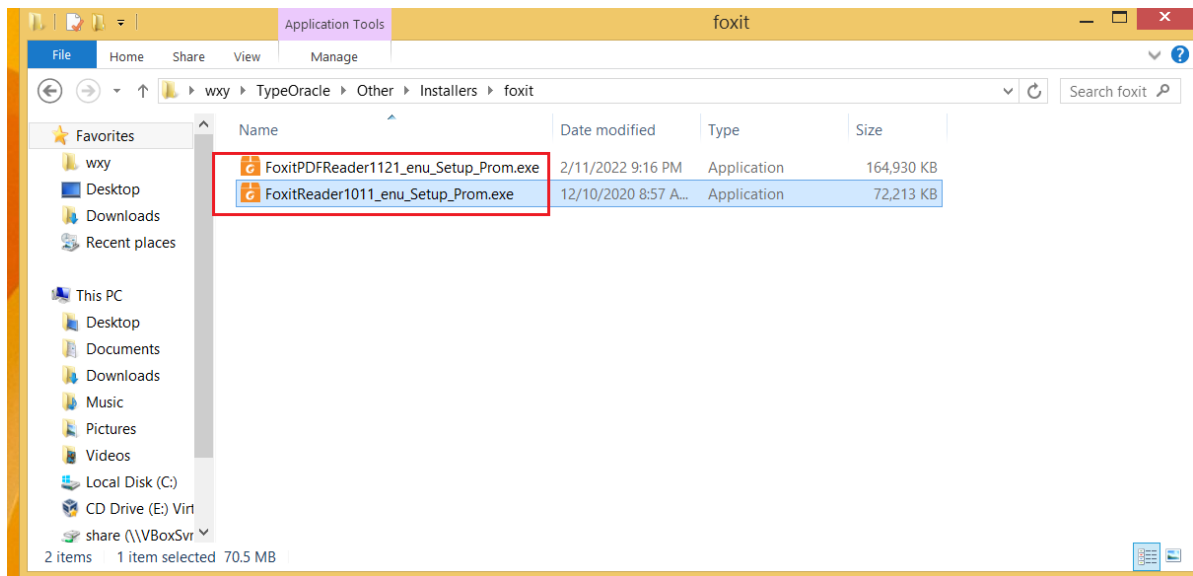 Application Tools
foxit
File
Home
Share
View
Manage
wxy
TypeOracle
Other
Installers
foxit
Search foxit
Favorites
wxy
Desktop
Downloads
Recent places
This PC
Desktop
Documents
Downloads
Music
Pictures
Videos
Local Disk (C:)
CD Drive (E:) Virt
share (\\VBoxSvr
Name Date modified Type Size
FoxitPDFReader1121_enu_Setup_Prom.exe 2/11/2022 9:16 PM Application 164,930 KB
FoxitReader1011_enu_Setup_Prom.exe 12/10/2020 8:57 A... Application 72,213 KB
2 items 1 item selected 70.5 MB